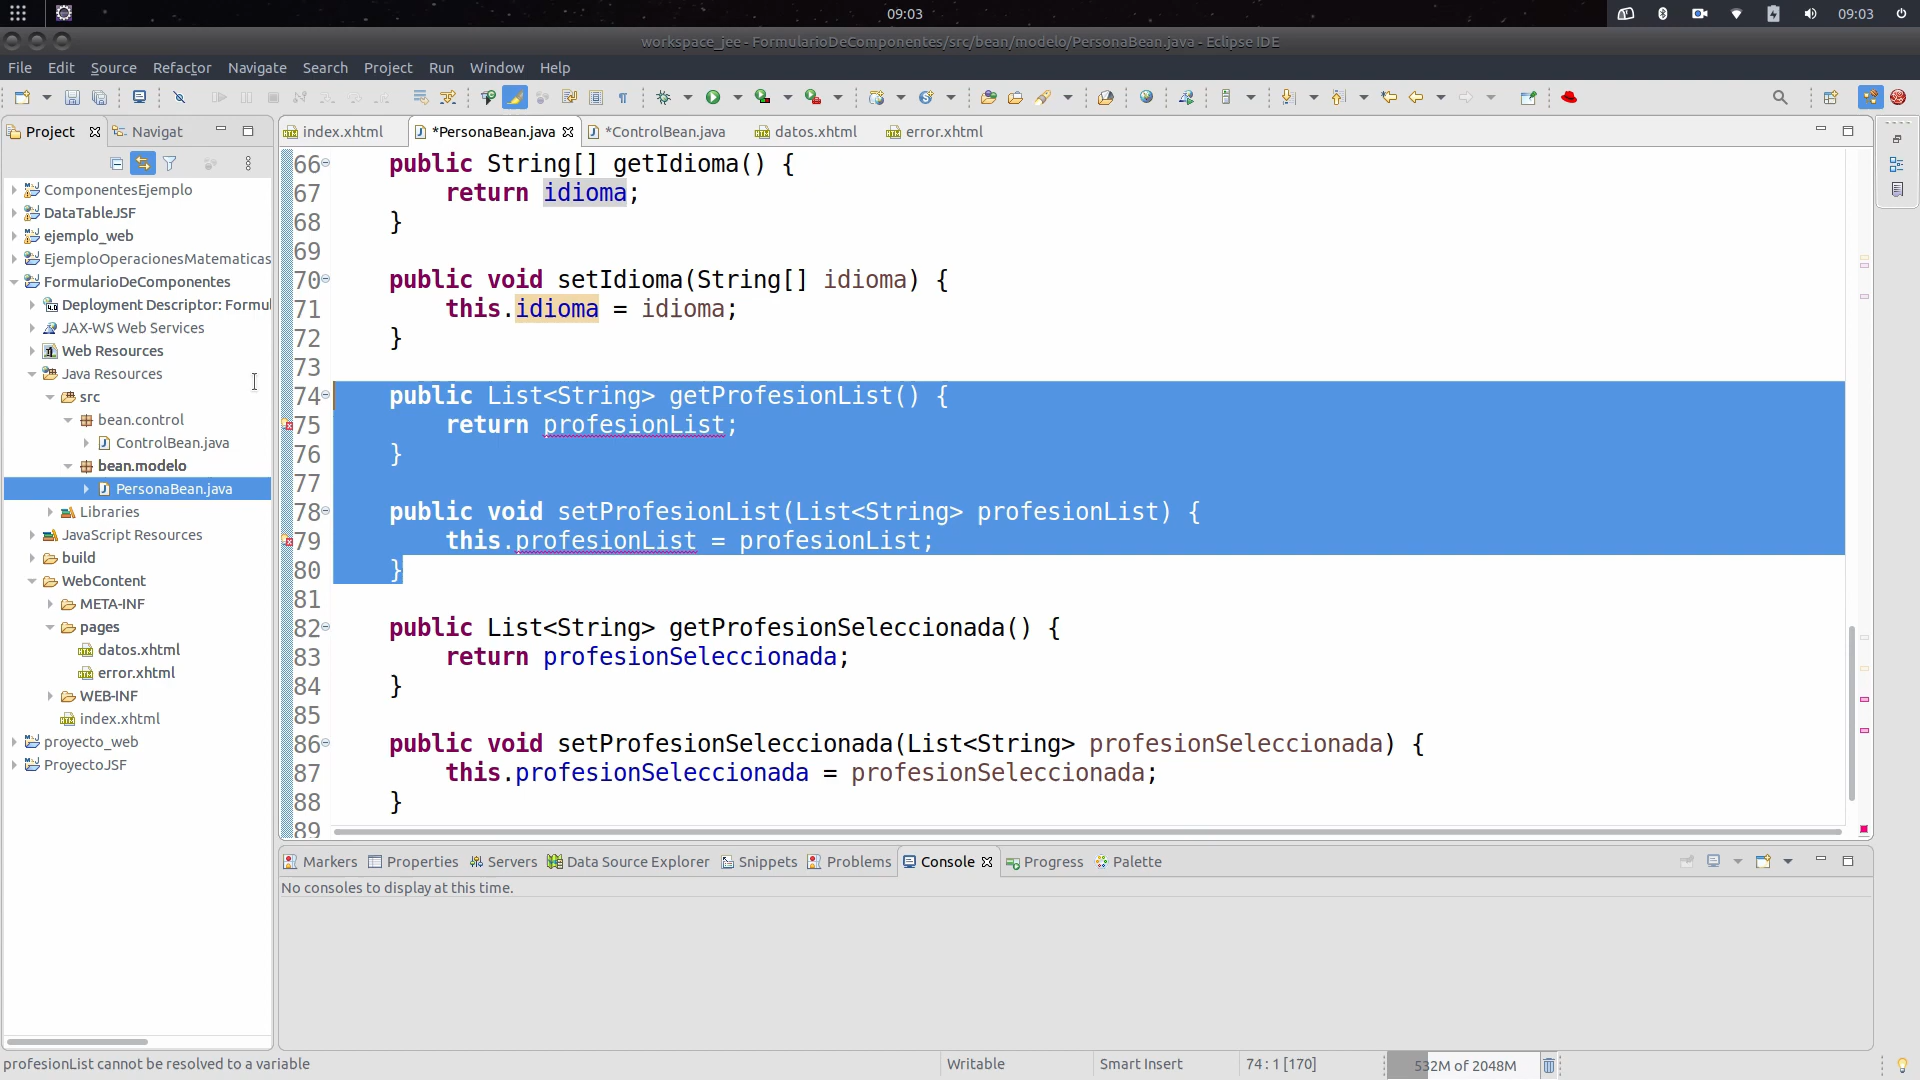 09:03
09:03
workspace_jee - FormularioDeComponentes/src/bean/modelo/PersonaBean.java - Eclipse IDE
File Edit Source Refactor Navigate Search Project Run Window Help
Project Navigat
index.xhtml *PersonaBean.java *ControlBean.java datos.xhtml error.xhtml
ComponentesEjemplo
DataTableJSF
ejemplo_web
EjemploOperacionesMatematicas
FormularioDeComponentes
Deployment Descriptor: Formul
JAX-WS Web Services
Web Resources
Java Resources
src
bean.control
ControlBean.java
bean.modelo
PersonaBean.java
Libraries
JavaScript Resources
build
WebContent
META-INF
pages
datos.xhtml
error.xhtml
WEB-INF
index.xhtml
proyecto_web
ProyectoJSF
66 public String[] getIdioma() {
67 return idioma;
68 }
69
70 public void setIdioma(String[] idioma) {
71 this.idioma = idioma;
72 }
73
74 public List<String> getProfesionList() {
75 return profesionList;
76 }
77
78 public void setProfesionList(List<String> profesionList) {
79 this.profesionList = profesionList;
80 }
81
82 public List<String> getProfesionSeleccionada() {
83 return profesionSeleccionada;
84 }
85
86 public void setProfesionSeleccionada(List<String> profesionSeleccionada) {
87 this.profesionSeleccionada = profesionSeleccionada;
88 }
89
Markers Properties Servers Data Source Explorer Snippets Problems Console Progress Palette
No consoles to display at this time.
profesionList cannot be resolved to a variable Writable Smart Insert 74 : 1 [170] 532M of 2048M